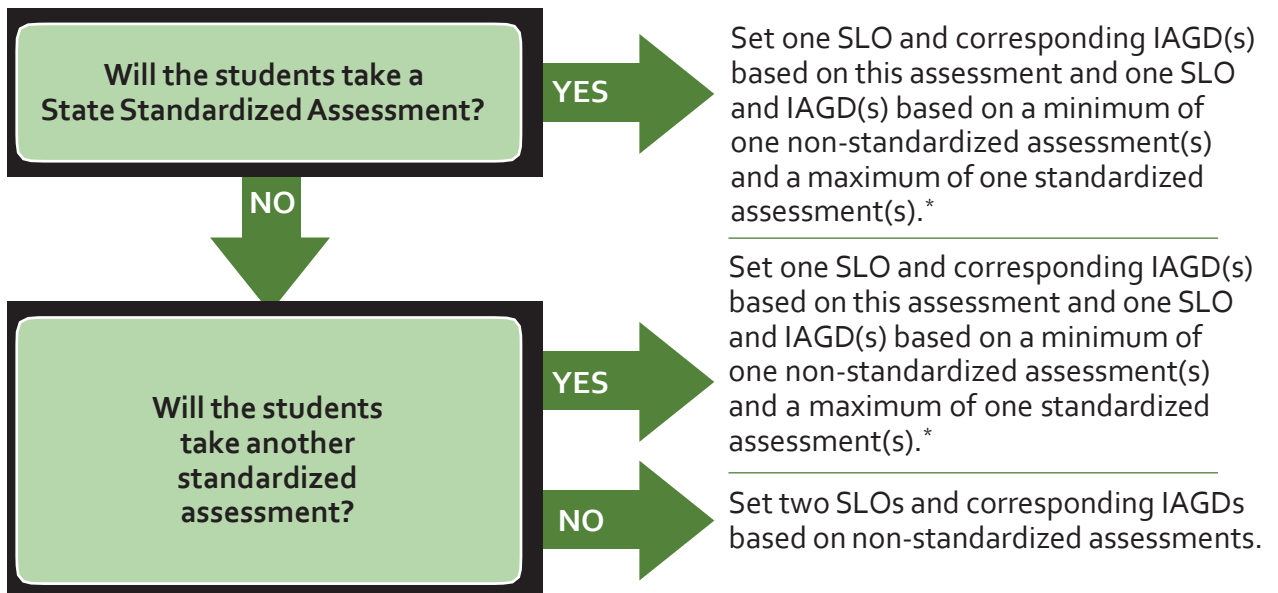 Will the students take a
State Standardized Assessment?
YES
Set one SLO and corresponding IAGD(s)
based on this assessment and one SLO
and IAGD(s) based on a minimum of
one non-standardized assessment(s)
and a maximum of one standardized
assessment(s).*
NO
Will the students
take another
standardized
assessment?
YES
Set one SLO and corresponding IAGD(s)
based on this assessment and one SLO
and IAGD(s) based on a minimum of
one non-standardized assessment(s)
and a maximum of one standardized
assessment(s).*
NO
Set two SLOs and corresponding IAGDs
based on non-standardized assessments.